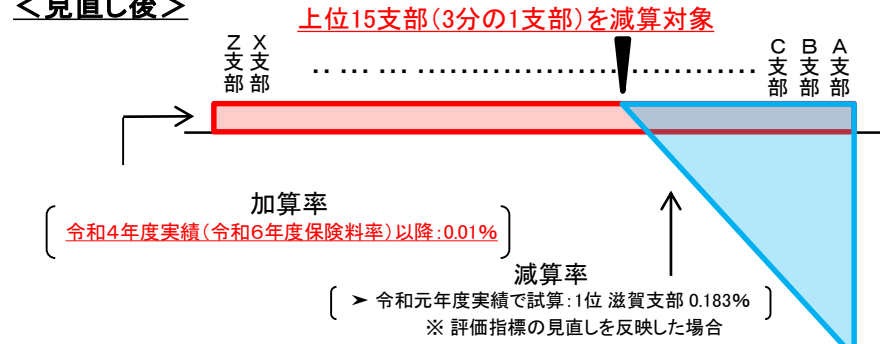 ＜見直し後＞
上位15支部（3分の1支部）を減算対象
Z支部
X支部
‥ ‥‥ ‥‥ ‥‥‥‥‥‥‥‥‥‥‥‥‥‥‥‥
C支部
B支部
A支部
加算率
令和4年度実績（令和6年度保険料率）以降：0.01%
減算率
➤ 令和元年度実績で試算：1位 滋賀支部 0.183%
※ 評価指標の見直しを反映した場合